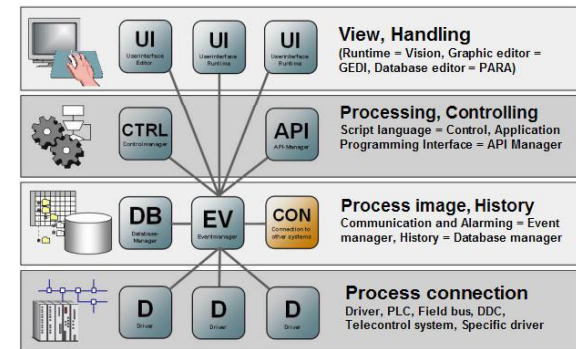 UI
Userinterface
Editor
UI
Userinterface
Runtime
UI
Userinterface
Runtime
View, Handling
(Runtime = Vision, Graphic editor =
GEDI, Database editor = PARA)
CTRL
Controlmanager
API
API-Manager
Processing, Controlling
Script language = Control, Application
Programming Interface = API Manager
DB
Database-
Manager
EV
Eventmanager
CON
Connection to
other systems
Process image, History
Communication and Alarming = Event
manager, History = Database manager
D
Driver
D
Driver
D
Driver
Process connection
Driver, PLC, Field bus, DDC,
Telecontrol system, Specific driver